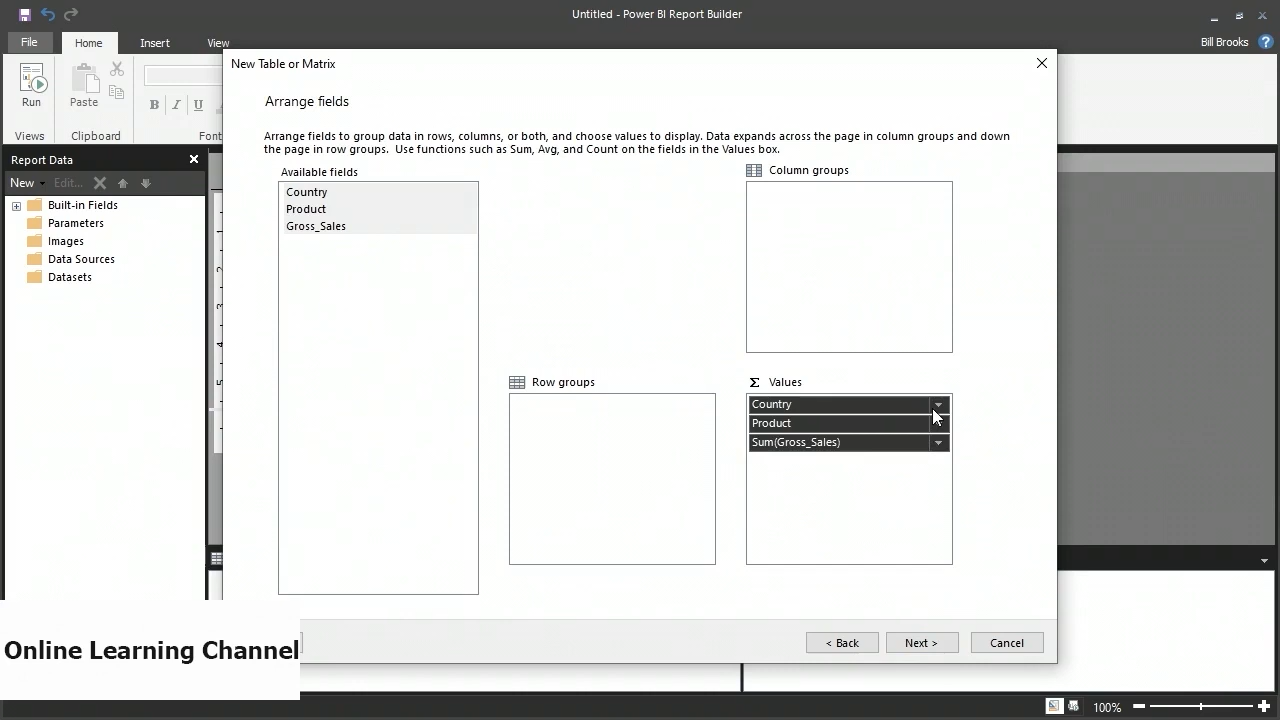 Untitled - Power BI Report Builder
File Home Insert View Bill Brooks ?
Run
Paste
B I U
Views Clipboard Font
Report Data
New Edit...
Built-in Fields
Parameters
Images
Data Sources
Datasets
New Table or Matrix
Arrange fields
Arrange fields to group data in rows, columns, or both, and choose values to display. Data expands across the page in column groups and down
the page in row groups. Use functions such as Sum, Avg, and Count on the fields in the Values box.
Available fields
Country
Product
Gross_Sales
Column groups
Row groups
Σ Values
Country
Product
Sum(Gross_Sales)
2
3
4
5
< Back Next > Cancel
Online Learning Channel
100%